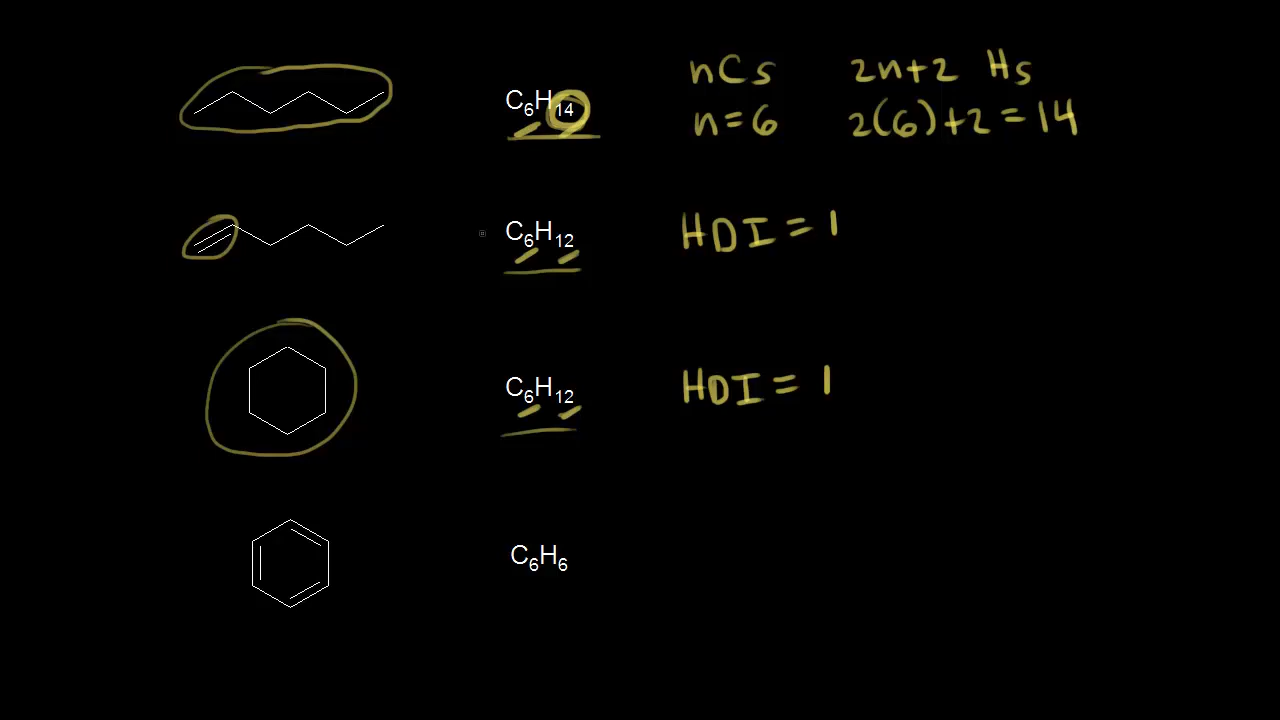 C₆H₁₄ nCs 2n+2 Hs
n=6 2(6)+2=14
C₆H₁₂ HDI=1
C₆H₁₂ HDI=1
C₆H₆